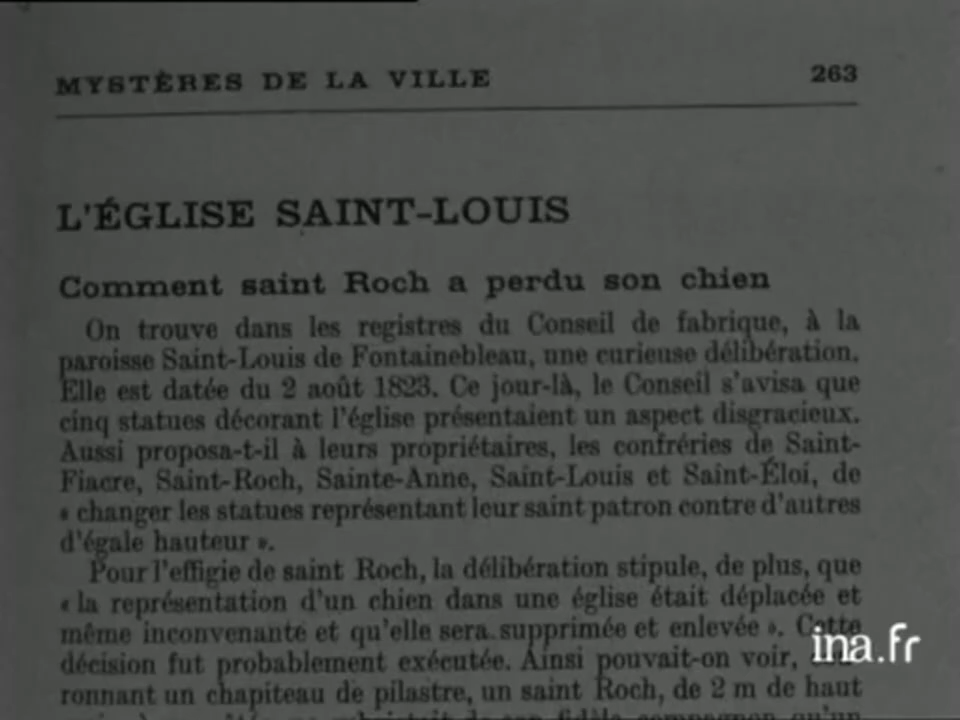 MYSTÈRES DE LA VILLE 263
L'ÉGLISE SAINT-LOUIS
Comment saint Roch a perdu son chien
On trouve dans les registres du Conseil de fabrique, à la
paroisse Saint-Louis de Fontainebleau, une curieuse délibération.
Elle est datée du 2 août 1823. Ce jour-là, le Conseil s'avisa que
cinq statues décorant l'église présentaient un aspect disgracieux.
Aussi proposa-t-il à leurs propriétaires, les confréries de Saint-
Fiacre, Saint-Roch, Sainte-Anne, Saint-Louis et Saint-Éloi, de
« changer les statues représentant leur saint patron contre d'autres
d'égale hauteur ».
Pour l'effigie de saint Roch, la délibération stipule, de plus, que
« la représentation d'un chien dans une église était déplacée et
même inconvenante et qu'elle sera supprimée et enlevée ». Cette
décision fut probablement exécutée. Ainsi pouvait-on voir,
ronnant un chapiteau de pilastre, un saint Roch, de 2 m de haut
ina.fr